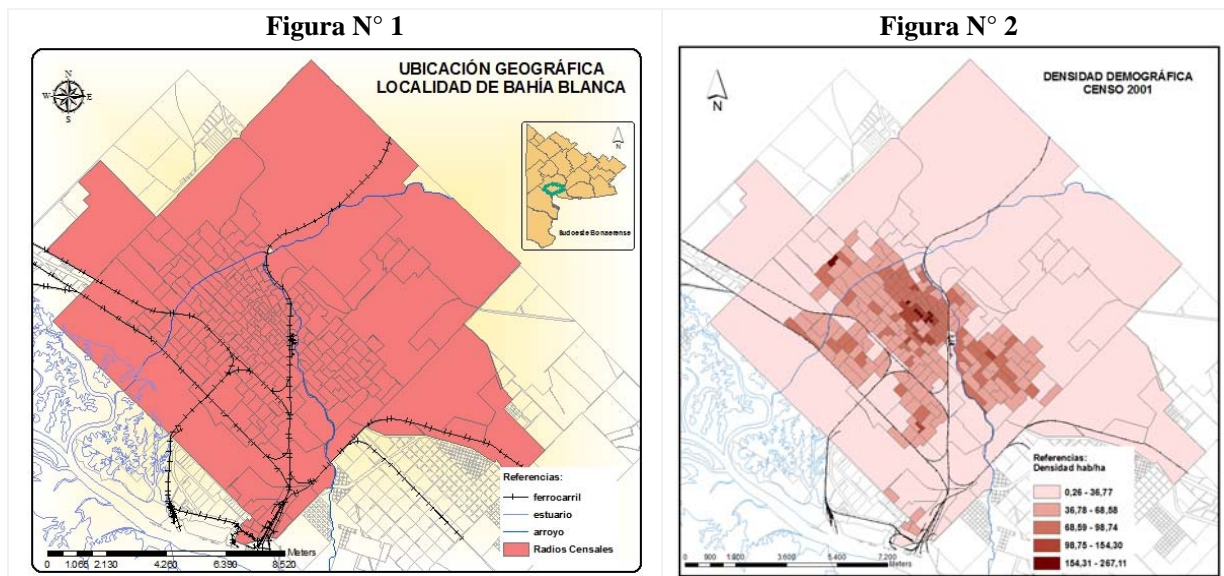 Figura N° 1
UBICACIÓN GEOGRÁFICA
LOCALIDAD DE BAHÍA BLANCA
N
W E
S
N
Sudoeste Bonaerense
Referencias:
ferrocarril
estuario
arroyo
Radios Censales
0 1.065 2.130 4.260 6.390 8.520
Meters
Figura N° 2
DENSIDAD DEMOGRÁFICA
CENSO 2001
N
Referencias:
Densidad hab/ha
0,26 - 36,77
36,78 - 68,58
68,59 - 98,74
98,75 - 154,30
154,31 - 267,11
0 900 1.800 3.600 5.400 7.200
Meters